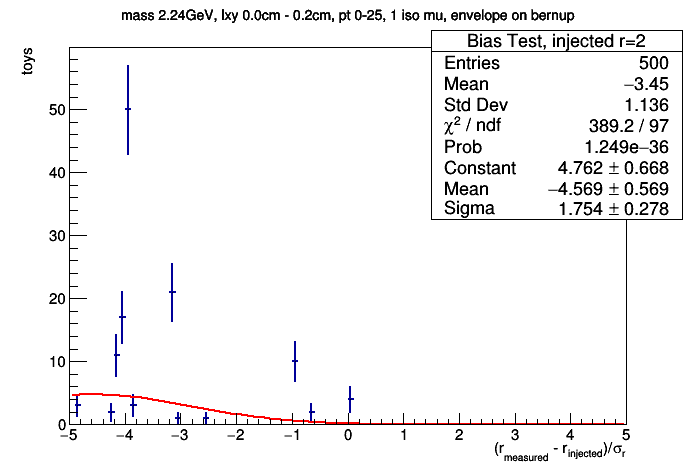 mass 2.24GeV, lxy 0.0cm - 0.2cm, pt 0-25, 1 iso mu, envelope on bernup
Bias Test, injected r=2
Entries 500
Mean −3.45
Std Dev 1.136
χ² / ndf 389.2 / 97
Prob 1.249e−36
Constant 4.762 ± 0.668
Mean −4.569 ± 0.569
Sigma 1.754 ± 0.278
toys
50
40
30
20
10
0
−5 −4 −3 −2 −1 0 1 2 3 4 5
(r_measured - r_injected)/σ_r